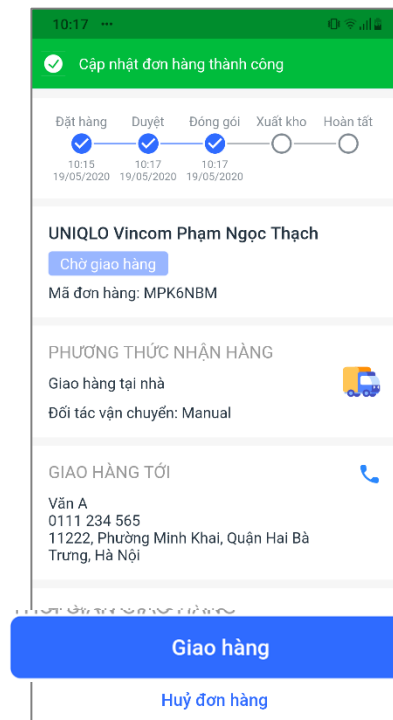 10:17 ...
Cập nhật đơn hàng thành công
Đặt hàng Duyệt Đóng gói Xuất kho Hoàn tất
10:15 10:17 10:17
19/05/2020 19/05/2020 19/05/2020
UNIQLO Vincom Phạm Ngọc Thạch
Chờ giao hàng
Mã đơn hàng: MPK6NBM
PHƯƠNG THỨC NHẬN HÀNG
Giao hàng tại nhà
Đối tác vận chuyển: Manual
GIAO HÀNG TỚI
Văn A
0111 234 565
11222, Phường Minh Khai, Quận Hai Bà
Trưng, Hà Nội
Giao hàng
Huỷ đơn hàng